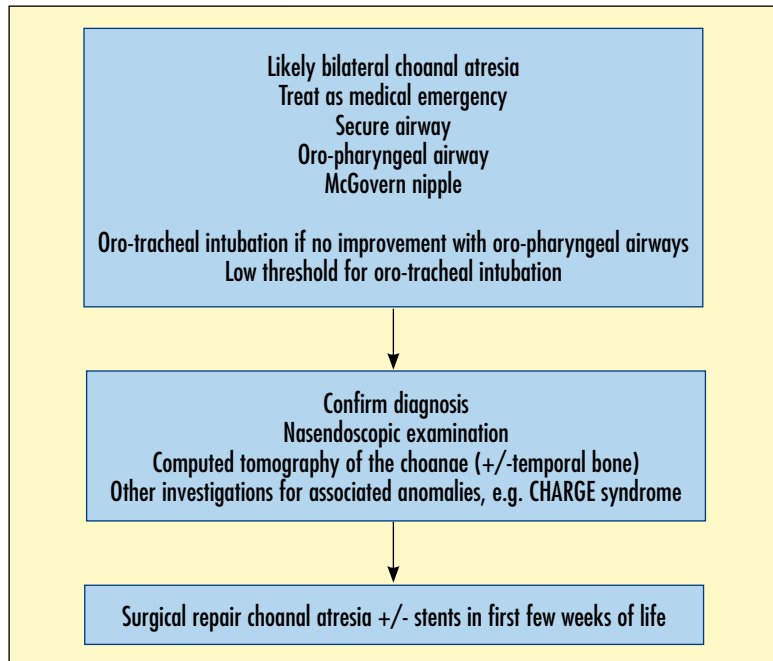 Likely bilateral choanal atresia
Treat as medical emergency
Secure airway
Oro-pharyngeal airway
McGovern nipple
Oro-tracheal intubation if no improvement with oro-pharyngeal airways
Low threshold for oro-tracheal intubation
Confirm diagnosis
Nasendoscopic examination
Computed tomography of the choanae (+/-temporal bone)
Other investigations for associated anomalies, e.g. CHARGE syndrome
Surgical repair choanal atresia +/- stents in first few weeks of life